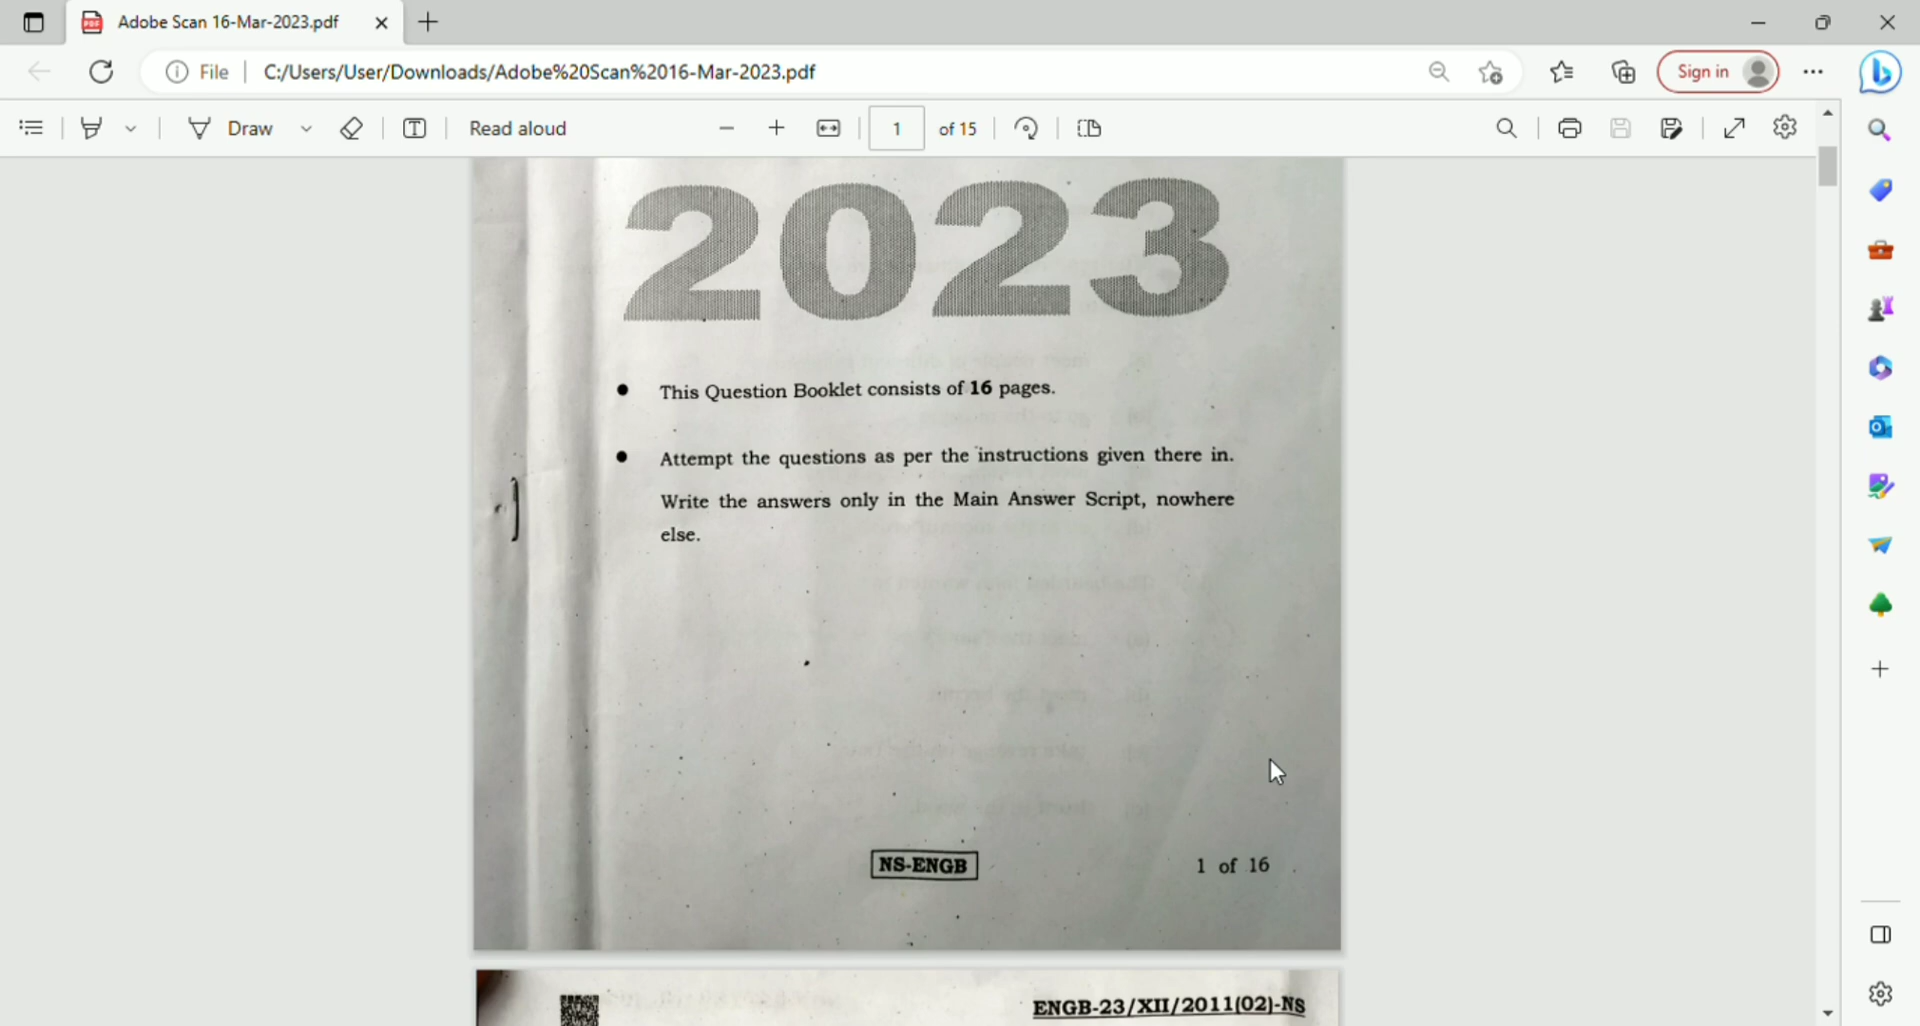 Adobe Scan 16-Mar-2023.pdf
File
C:/Users/User/Downloads/Adobe%20Scan%2016-Mar-2023.pdf
Sign in
Draw
Read aloud
1 of 15
2023
• This Question Booklet consists of 16 pages.
• Attempt the questions as per the instructions given there in.
Write the answers only in the Main Answer Script, nowhere
else.
NS-ENGB
1 of 16
ENGB-23/XII/2011(02)-NS